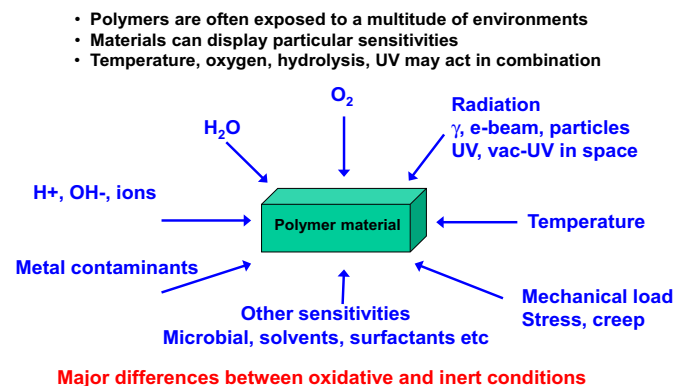 • Polymers are often exposed to a multitude of environments
• Materials can display particular sensitivities
• Temperature, oxygen, hydrolysis, UV may act in combination
O₂
Radiation
γ, e-beam, particles
UV, vac-UV in space
H₂O
H+, OH-, ions
Polymer material
Temperature
Metal contaminants
Mechanical load
Stress, creep
Other sensitivities
Microbial, solvents, surfactants etc
Major differences between oxidative and inert conditions